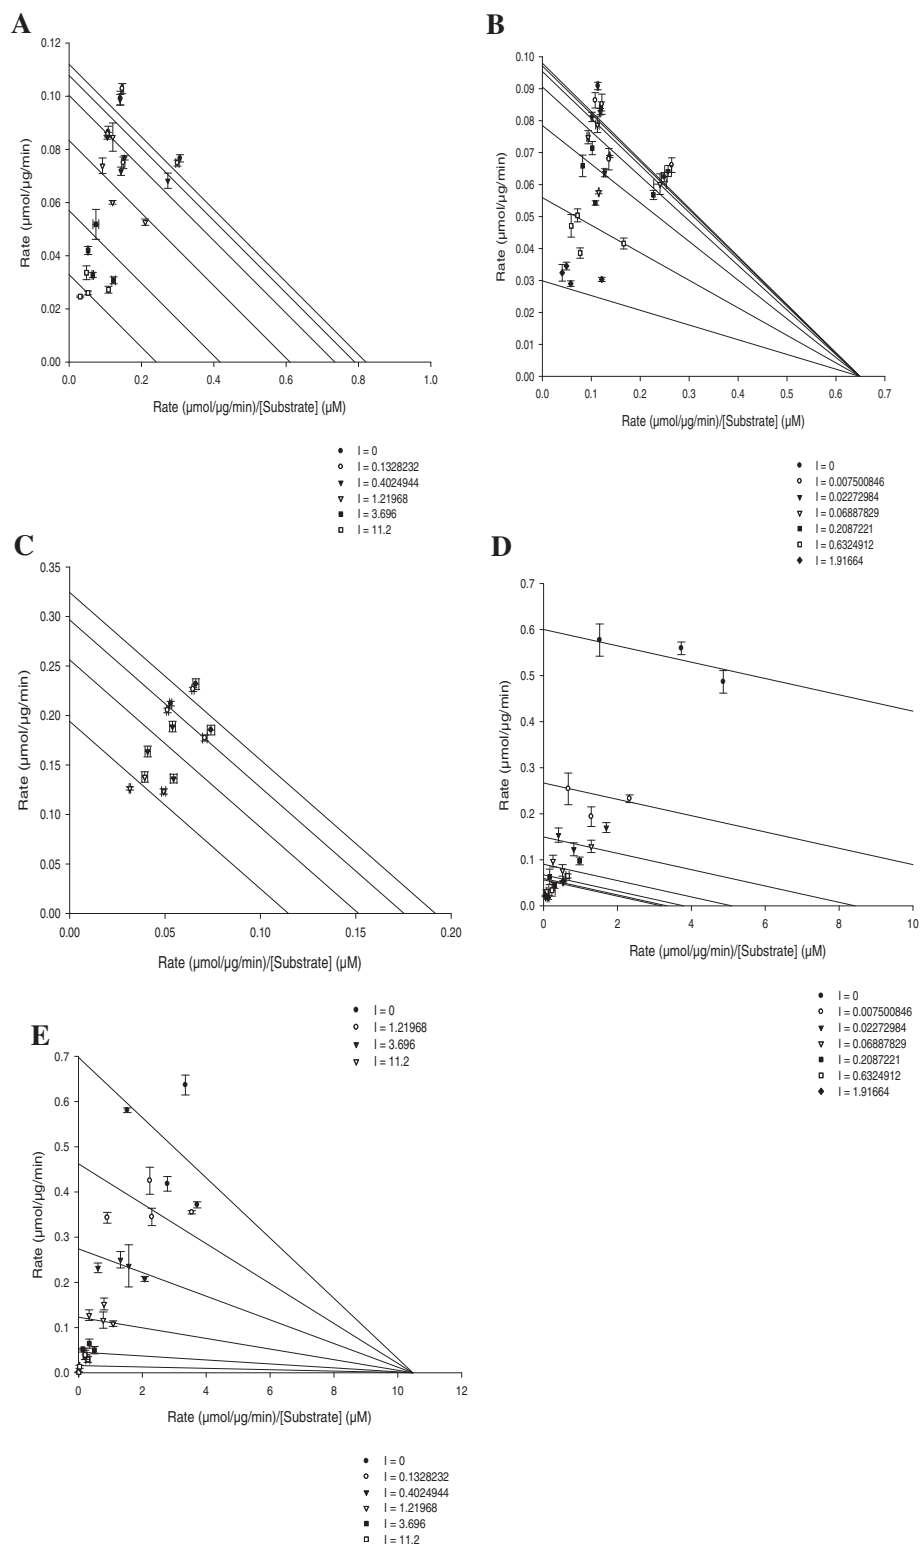 A
0.12
0.10
0.08
0.06
0.04
0.02
0.00
Rate (µmol/µg/min)
0.0 0.2 0.4 0.6 0.8 1.0
Rate (µmol/µg/min)/[Substrate] (µM)
I = 0
I = 0.1328232
I = 0.4024944
I = 1.21968
I = 3.696
I = 11.2
B
0.10
0.09
0.08
0.07
0.06
0.05
0.04
0.03
0.02
0.01
0.00
Rate (µmol/µg/min)
0.0 0.1 0.2 0.3 0.4 0.5 0.6 0.7
Rate (µmol/µg/min)/[Substrate] (µM)
I = 0
I = 0.007500846
I = 0.02272984
I = 0.06887829
I = 0.2087221
I = 0.6324912
I = 1.91664
C
0.35
0.30
0.25
0.20
0.15
0.10
0.05
0.00
Rate (µmol/µg/min)
0.00 0.05 0.10 0.15 0.20
Rate (µmol/µg/min)/[Substrate] (µM)
I = 0
I = 1.21968
I = 3.696
I = 11.2
D
0.7
0.6
0.5
0.4
0.3
0.2
0.1
0.0
Rate (µmol/µg/min)
0 2 4 6 8 10
Rate (µmol/µg/min)/[Substrate] (µM)
I = 0
I = 0.007500846
I = 0.02272984
I = 0.06887829
I = 0.2087221
I = 0.6324912
I = 1.91664
E
0.7
0.6
0.5
0.4
0.3
0.2
0.1
0.0
Rate (µmol/µg/min)
0 2 4 6 8 10 12
Rate (µmol/µg/min)/[Substrate] (µM)
I = 0
I = 0.1328232
I = 0.4024944
I = 1.21968
I = 3.696
I = 11.2